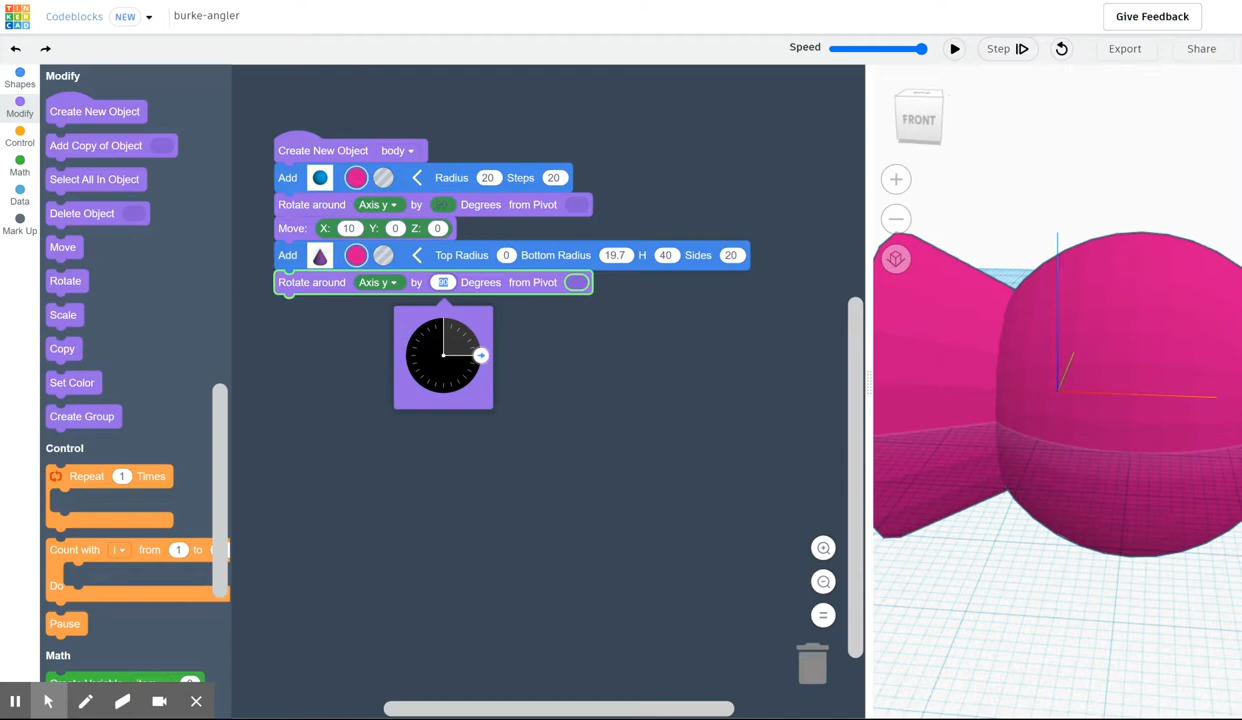 TIN
KER
CAD
Codeblocks NEW burke-angler Give Feedback
Speed Step Export Share
Shapes
Modify
Control
Math
Data
Mark Up
Modify
Create New Object
Add Copy of Object
Select All In Object
Delete Object
Move
Rotate
Scale
Copy
Set Color
Create Group
Control
Repeat 1 Times
Count with i from 1 to
Do
Pause
Math
Create New Object body
Add Radius 20 Steps 20
Rotate around Axis y by Degrees from Pivot
Move: X: 10 Y: 0 Z: 0
Add Top Radius 0 Bottom Radius 19.7 H 40 Sides 20
Rotate around Axis y by 90 Degrees from Pivot
FRONT